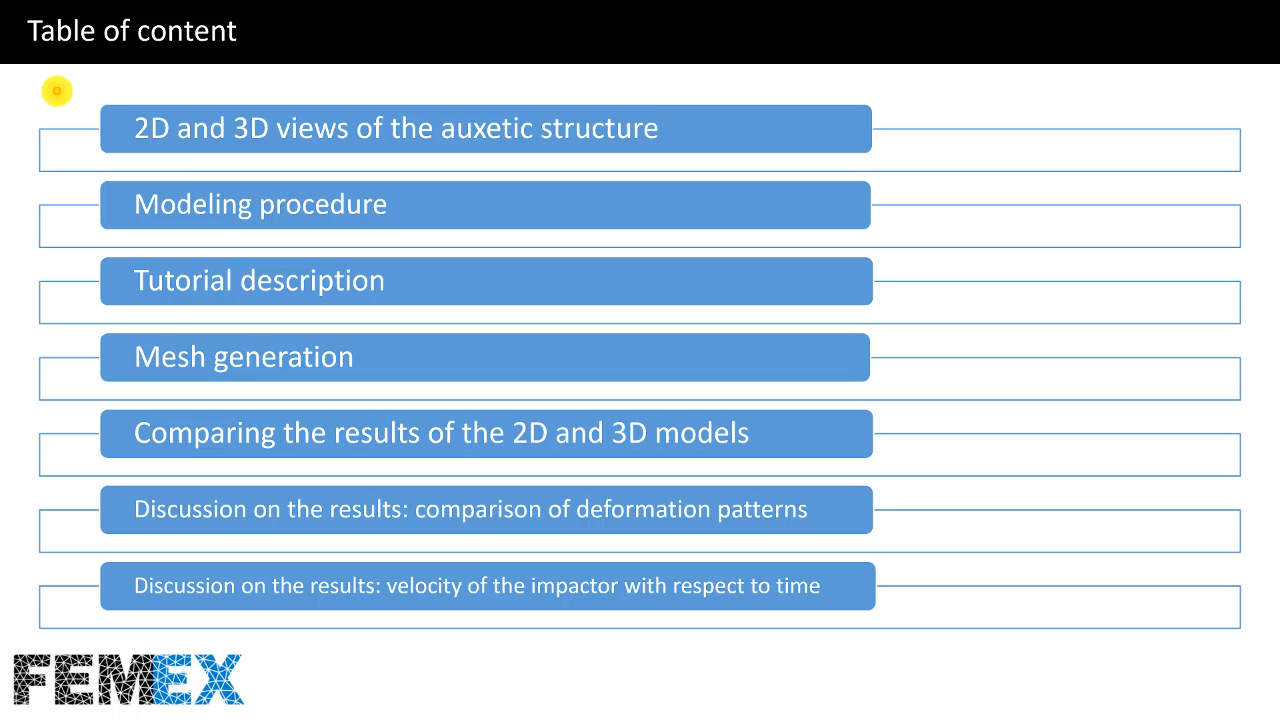 Table of content
2D and 3D views of the auxetic structure
Modeling procedure
Tutorial description
Mesh generation
Comparing the results of the 2D and 3D models
Discussion on the results: comparison of deformation patterns
Discussion on the results: velocity of the impactor with respect to time
FEMEX